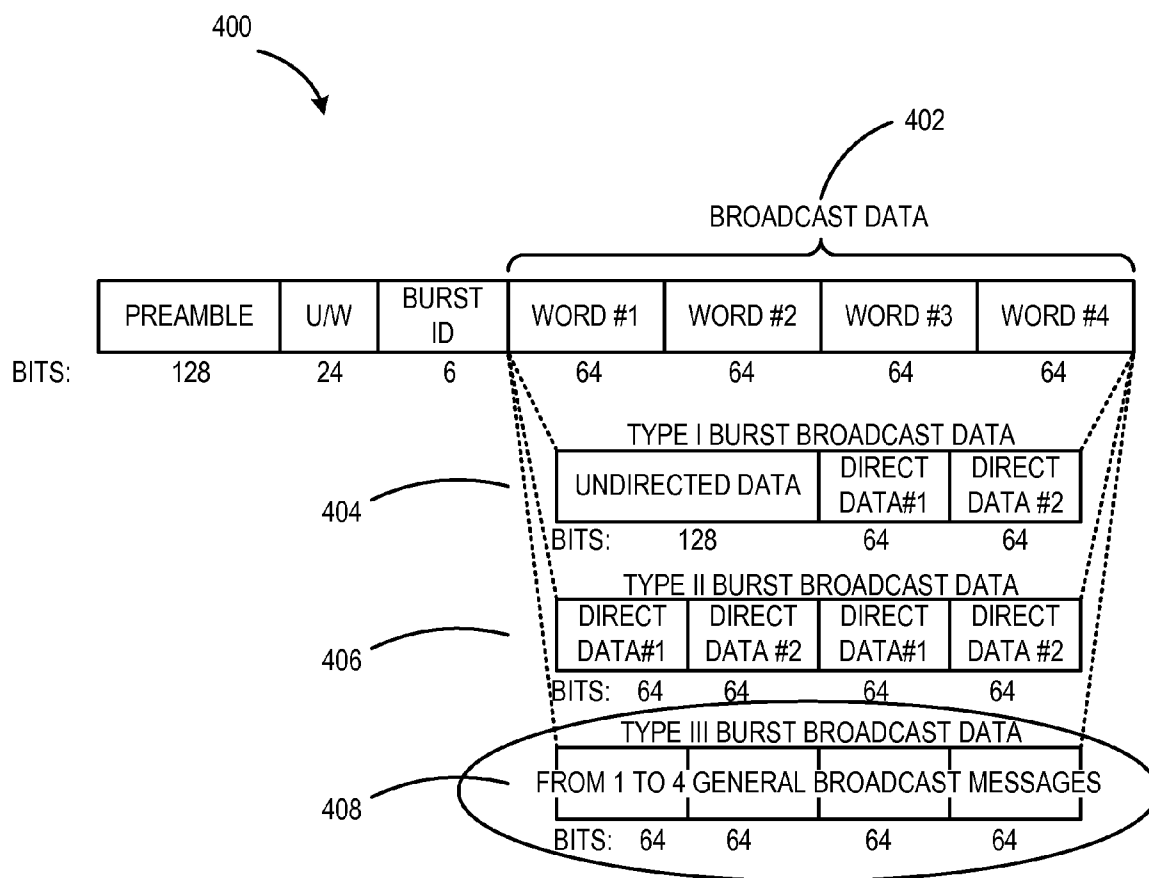 400
402
BROADCAST DATA
PREAMBLE U/W BURST ID WORD #1 WORD #2 WORD #3 WORD #4
BITS: 128 24 6 64 64 64 64
TYPE I BURST BROADCAST DATA
UNDIRECTED DATA DIRECT DATA#1 DIRECT DATA #2
404
BITS: 128 64 64
TYPE II BURST BROADCAST DATA
DIRECT DATA#1 DIRECT DATA #2 DIRECT DATA#1 DIRECT DATA #2
406
BITS: 64 64 64 64
TYPE III BURST BROADCAST DATA
FROM 1 TO 4 GENERAL BROADCAST MESSAGES
408
BITS: 64 64 64 64